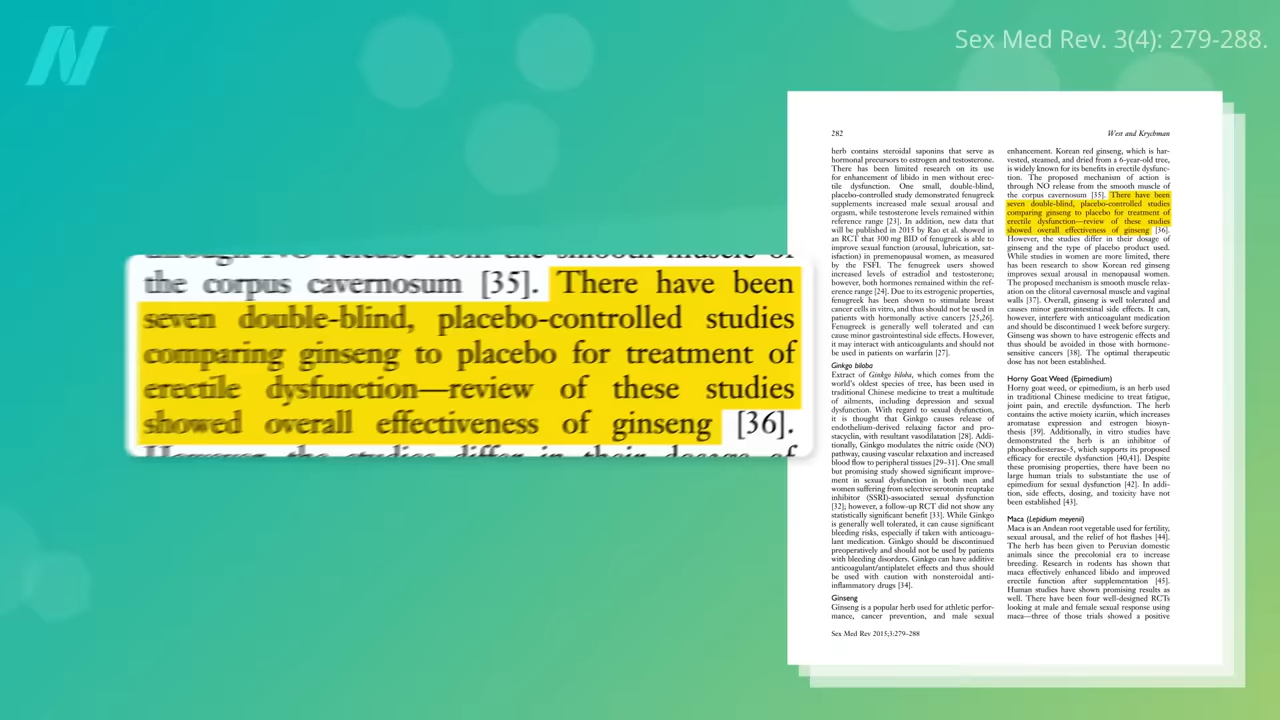 Sex Med Rev. 3(4): 279-288.
the corpus cavernosum [35]. There have been
seven double-blind, placebo-controlled studies
comparing ginseng to placebo for treatment of
erectile dysfunction—review of these studies
showed overall effectiveness of ginseng [36].
However, the studies differ in their dosage of
282
West and Krychman
herb contains steroidal saponins that serve as
hormonal precursors to estrogen and testosterone.
There has been limited research on its use
for enhancement of libido in men without erec-
tile dysfunction. One small, double-blind,
placebo-controlled study demonstrated fenugreek
supplements increased male sexual arousal and
orgasm, while testosterone levels remained within
reference range [23]. In addition, new data that
will be published in 2015 by Rao et al. showed in
an RCT that 300 mg BID of fenugreek is able to
improve sexual function (arousal, lubrication, sat-
isfaction) in premenopausal women, as measured
by the FSFI. The fenugreek users showed
increased levels of estradiol and testosterone;
however, both hormones remained within the ref-
erence range [24]. Due to its estrogenic properties,
fenugreek has been shown to stimulate breast
cancer cells in vitro, and thus should not be used in
patients with hormonally active cancers [25,26].
Fenugreek is generally well tolerated and can
cause minor gastrointestinal side effects. However,
it may interact with anticoagulants and should not
be used in patients on warfarin [27].
Ginkgo biloba
Extract of Ginkgo biloba, which comes from the
world's oldest species of tree, has been used in
traditional Chinese medicine to treat a multitude
of ailments, including depression and sexual
dysfunction. With regard to sexual dysfunction,
it is thought that Ginkgo causes release of
endothelium-derived relaxing factor and pro-
stacyclin, with resultant vasodilatation [28]. Addi-
tionally, Ginkgo modulates the nitric oxide (NO)
pathway, causing vascular relaxation and increased
blood flow to peripheral tissues [29–31]. One small
but promising study showed significant improve-
ment in sexual dysfunction in both men and
women suffering from selective serotonin reuptake
inhibitor (SSRI)-associated sexual dysfunction
[32]; however, a follow-up RCT did not show any
statistically significant benefit [33]. While Ginkgo
is generally well tolerated, it can cause significant
bleeding risks, especially if taken with anticoagu-
lant medication. Ginkgo should be discontinued
preoperatively and should not be used by patients
with bleeding disorders. Ginkgo can have additive
anticoagulant/antiplatelet effects and thus should
be used with caution with nonsteroidal anti-
inflammatory drugs [34].
Ginseng
Ginseng is a popular herb used for athletic perfor-
mance, cancer prevention, and male sexual
enhancement. Korean red ginseng, which is har-
vested, steamed, and dried from a 6-year-old tree,
is widely known for its benefits in erectile dysfunc-
tion. The proposed mechanism of action is
through NO release from the smooth muscle of
the corpus cavernosum [35]. There have been
seven double-blind, placebo-controlled studies
comparing ginseng to placebo for treatment of
erectile dysfunction—review of these studies
showed overall effectiveness of ginseng [36].
However, the studies differ in their dosage of
ginseng and the type of placebo product used.
While studies in women are more limited, there
has been research to show Korean red ginseng
improves sexual arousal in menopausal women.
The proposed mechanism is smooth muscle relax-
ation on the clitoral cavernosal muscle and vaginal
walls [37]. Overall, ginseng is well tolerated and
causes minor gastrointestinal side effects. It can,
however, interfere with anticoagulant medication
and should be discontinued 1 week before surgery.
Ginseng was shown to have estrogenic effects and
thus should be avoided in those with hormone-
sensitive cancers [38]. The optimal therapeutic
dose has not been established.
Horny Goat Weed (Epimedium)
Horny goat weed, or epimedium, is an herb used
in traditional Chinese medicine to treat fatigue,
joint pain, and erectile dysfunction. The herb
contains the active moiety icariin, which increases
aromatase expression and estrogen biosyn-
thesis [39]. Additionally, in vitro studies have
demonstrated the herb is an inhibitor of
phosphodiesterase-5, which supports its proposed
efficacy for erectile dysfunction [40,41]. Despite
these promising properties, there have been no
large human trials to substantiate the use of
epimedium for sexual dysfunction [42]. In addi-
tion, side effects, dosing, and toxicity have not
been established [43].
Maca (Lepidium meyenii)
Maca is an Andean root vegetable used for fertility,
sexual arousal, and the relief of hot flashes [44].
The herb has been given to Peruvian domestic
animals since the precolonial era to increase
breeding. Research in rodents has shown that
maca effectively enhanced libido and improved
erectile function after supplementation [45].
Human studies have shown promising results as
well. There have been four well-designed RCTs
looking at male and female sexual response using
maca—three of those trials showed a positive
Sex Med Rev 2015;3:279–288